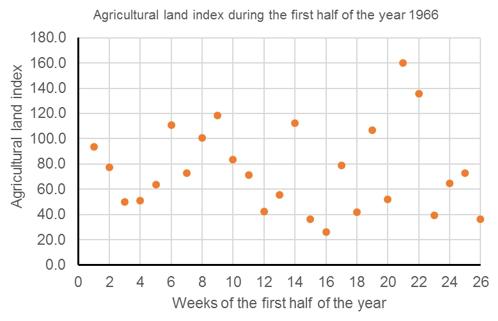 Agricultural land index during the first half of the year 1966
180.0
160.0
140.0
120.0
100.0
80.0
60.0
40.0
20.0
0.0
Agricultural land index
0 2 4 6 8 10 12 14 16 18 20 22 24 26
Weeks of the first half of the year